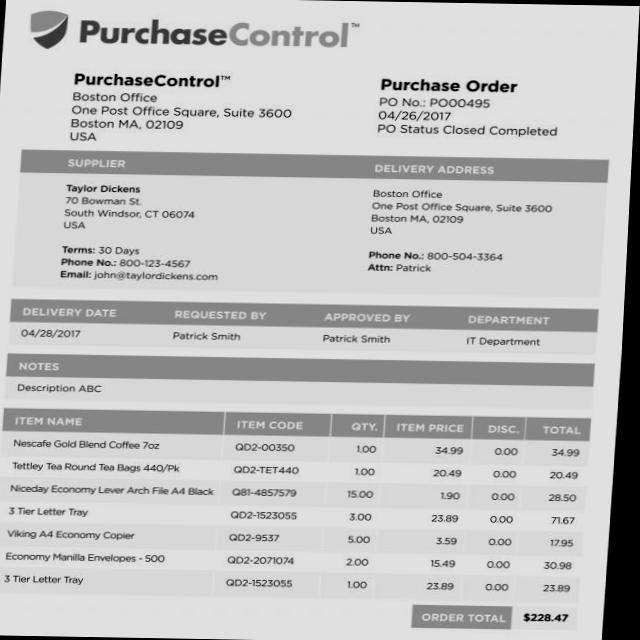 PurchaseControl™
PurchaseControl™
Boston Office
One Post Office Square, Suite 3600
Boston MA, 02109
USA
Purchase Order
PO No.: PO00495
04/26/2017
PO Status Closed Completed
SUPPLIER
Taylor Dickens
70 Bowman St.
South Windsor, CT 06074
USA
Terms: 30 Days
Phone No.: 800-123-4567
Email: john@taylordickens.com
DELIVERY ADDRESS
Boston Office
One Post Office Square, Suite 3600
Boston MA, 02109
USA
Phone No.: 800-504-3364
Attn: Patrick
DELIVERY DATE REQUESTED BY APPROVED BY DEPARTMENT
04/28/2017 Patrick Smith Patrick Smith IT Department
NOTES
Description ABC
ITEM NAME ITEM CODE QTY. ITEM PRICE DISC. TOTAL
Nescafe Gold Blend Coffee 7oz QD2-00350 1.00 34.99 0.00 34.99
Tettley Tea Round Tea Bags 440/Pk QD2-TET440 1.00 20.49 0.00 20.49
Niceday Economy Lever Arch File A4 Black Q81-4857579 15.00 1.90 0.00 28.50
3 Tier Letter Tray QD2-1523055 3.00 23.89 0.00 71.67
Viking A4 Economy Copier QD2-9537 5.00 3.59 0.00 17.95
Economy Manilla Envelopes - 500 QD2-2071074 2.00 15.49 0.00 30.98
3 Tier Letter Tray QD2-1523055 1.00 23.89 0.00 23.89
ORDER TOTAL $228.47